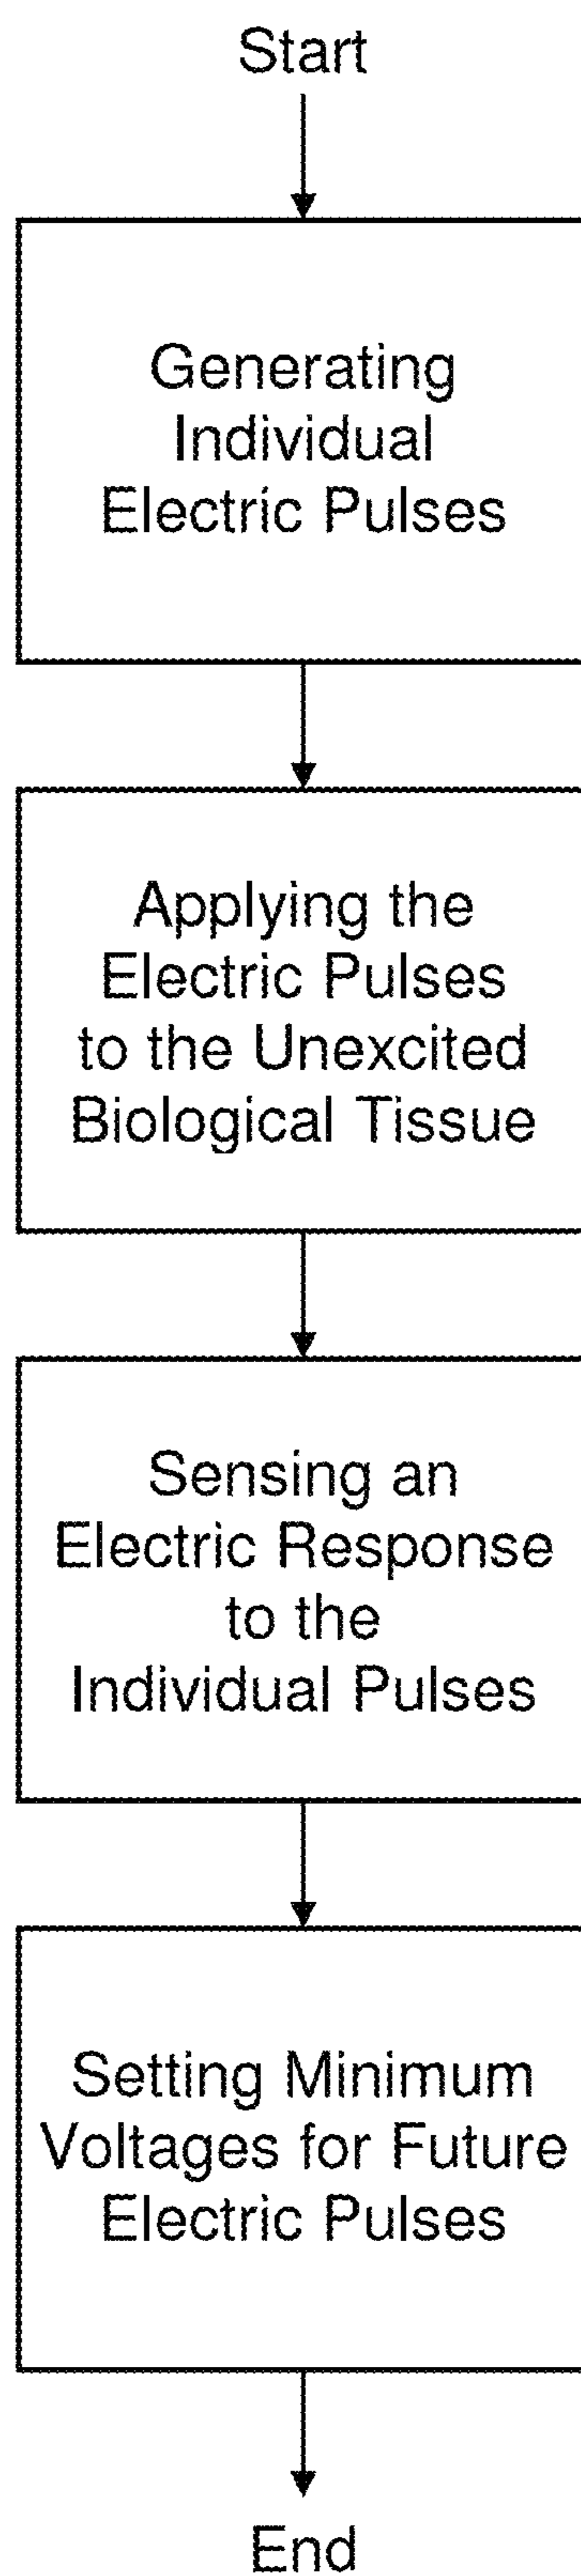 Start
Generating
Individual
Electric Pulses
Applying the
Electric Pulses
to the Unexcited
Biological Tissue
Sensing an
Electric Response
to the
Individual Pulses
Setting Minimum
Voltages for Future
Electric Pulses
End